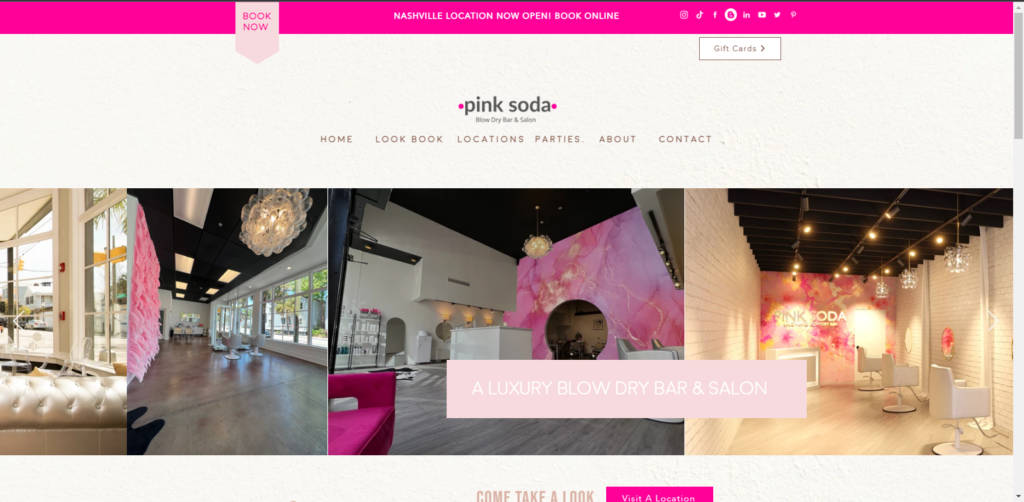 BOOK
NOW
NASHVILLE LOCATION NOW OPEN! BOOK ONLINE
Gift Cards
pink soda
Blow Dry Bar & Salon
HOME LOOK BOOK LOCATIONS PARTIES ABOUT CONTACT
PINK SODA
A LUXURY BLOW DRY BAR & SALON
COME TAKE A LOOK
Visit A Location